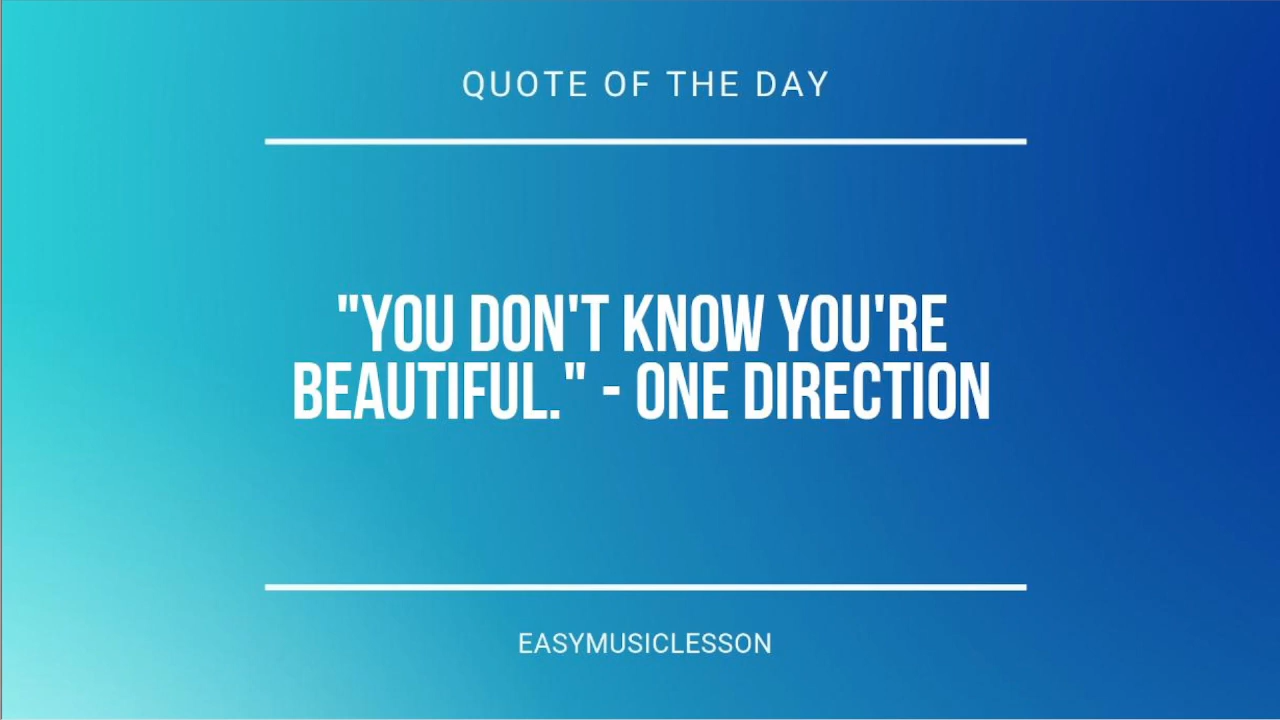 QUOTE OF THE DAY
"YOU DON'T KNOW YOU'RE
BEAUTIFUL." - ONE DIRECTION
EASYMUSICLESSON